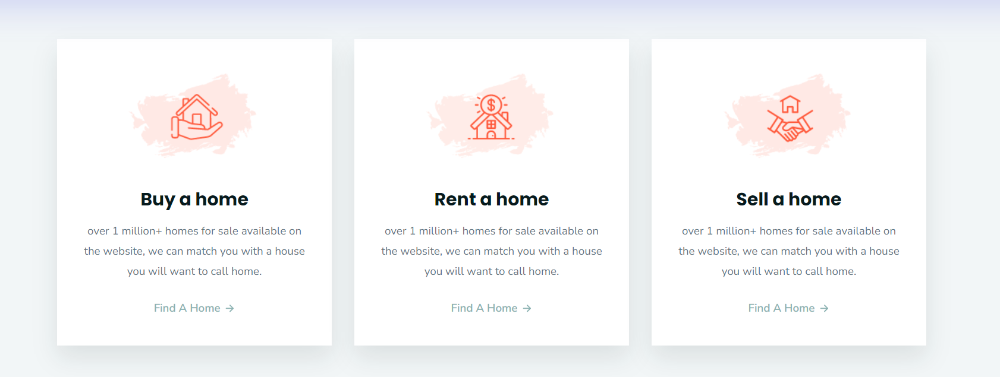 Buy a home
over 1 million+ homes for sale available on
the website, we can match you with a house
you will want to call home.
Find A Home →
$
Rent a home
over 1 million+ homes for sale available on
the website, we can match you with a house
you will want to call home.
Find A Home →
Sell a home
over 1 million+ homes for sale available on
the website, we can match you with a house
you will want to call home.
Find A Home →